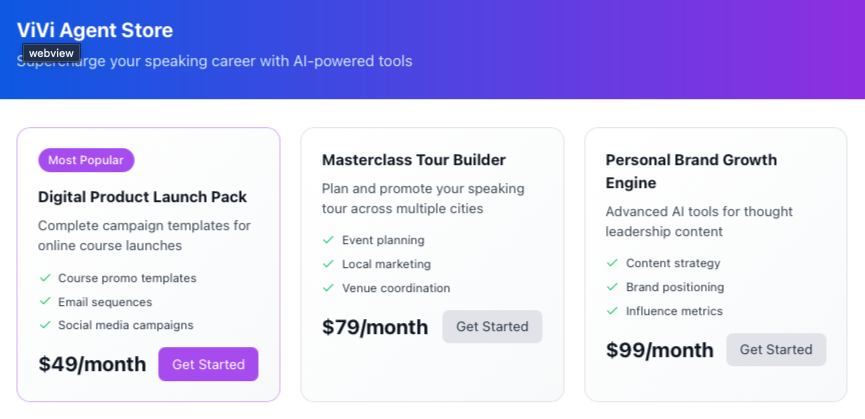 ViVi Agent Store
webview
Supercharge your speaking career with AI-powered tools
Most Popular
Digital Product Launch Pack
Complete campaign templates for
online course launches
Course promo templates
Email sequences
Social media campaigns
$49/month
Get Started
Masterclass Tour Builder
Plan and promote your speaking
tour across multiple cities
Event planning
Local marketing
Venue coordination
$79/month
Get Started
Personal Brand Growth
Engine
Advanced AI tools for thought
leadership content
Content strategy
Brand positioning
Influence metrics
$99/month
Get Started